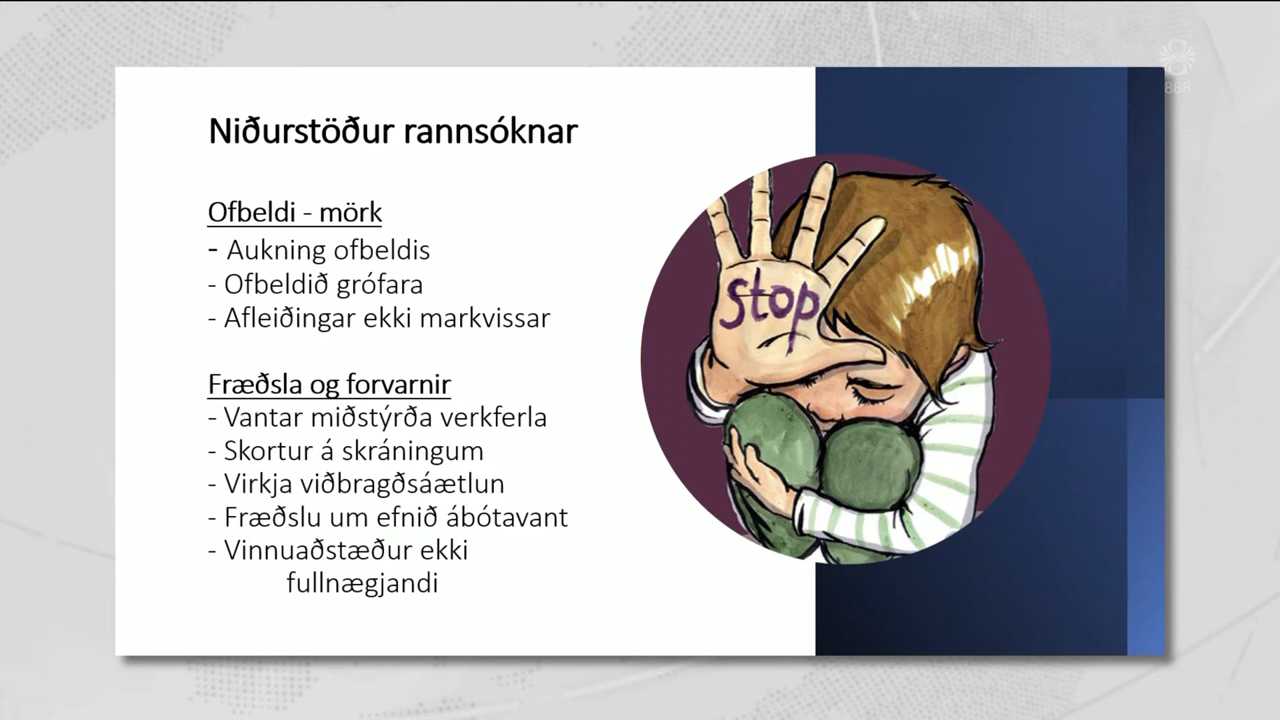 888
Niðurstöður rannsóknar
Ofbeldi - mörk
- Aukning ofbeldis
- Ofbeldið grófara
- Afleiðingar ekki markvissar
stop
Fræðsla og forvarnir
- Vantar miðstýrða verkferla
- Skortur á skráningum
- Virkja viðbragðsáætlun
- Fræðslu um efnið ábótavant
- Vinnuaðstæður ekki
fullnægjandi